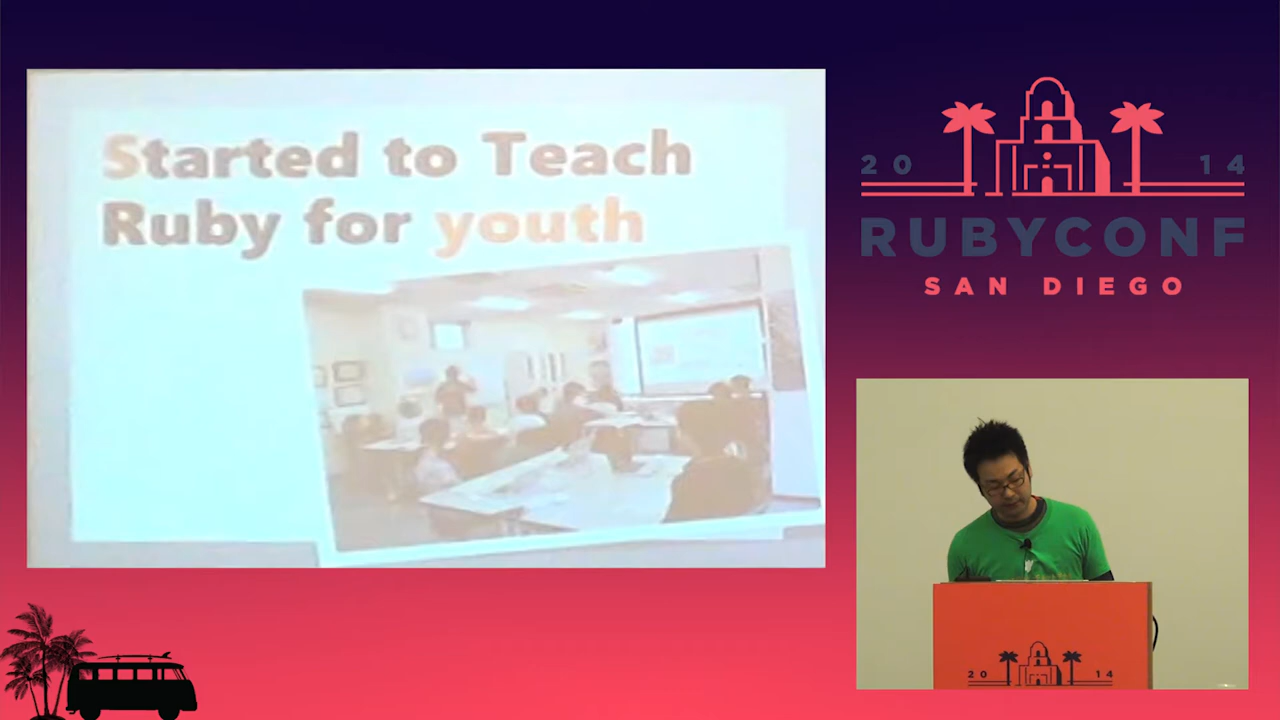 Started to Teach
Ruby for youth
20 14
RUBYCONF
SAN DIEGO
20 14